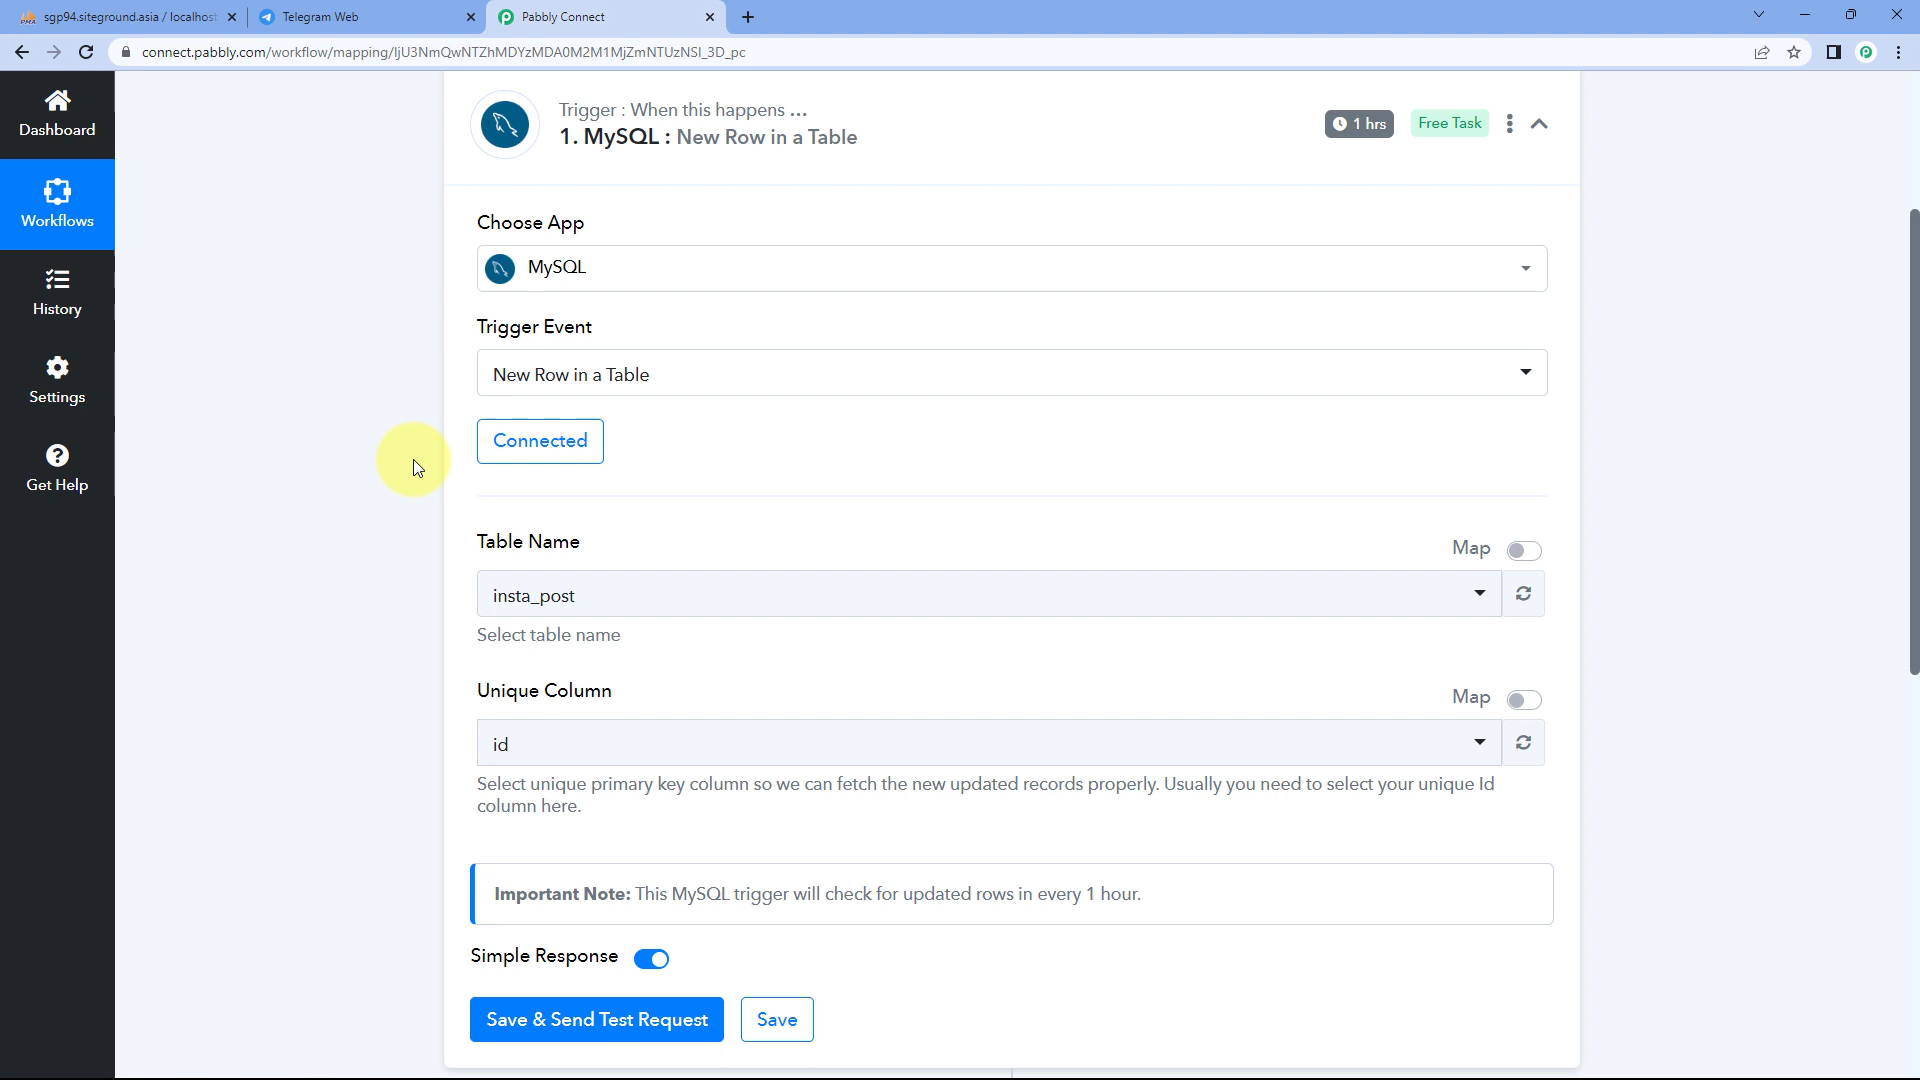 sgp94.siteground.asia / localhost
Telegram Web
Pabbly Connect
connect.pabbly.com/workflow/mapping/IjU3NmQwNTZhMDYzMDA0M2M1MjZmNTUzNSI_3D_pc
Dashboard
Workflows
History
Settings
Get Help
Trigger : When this happens ...
1. MySQL : New Row in a Table
1 hrs
Free Task
Choose App
MySQL
Trigger Event
New Row in a Table
Connected
Table Name
Map
insta_post
Select table name
Unique Column
Map
id
Select unique primary key column so we can fetch the new updated records properly. Usually you need to select your unique Id
column here.
Important Note: This MySQL trigger will check for updated rows in every 1 hour.
Simple Response
Save & Send Test Request
Save